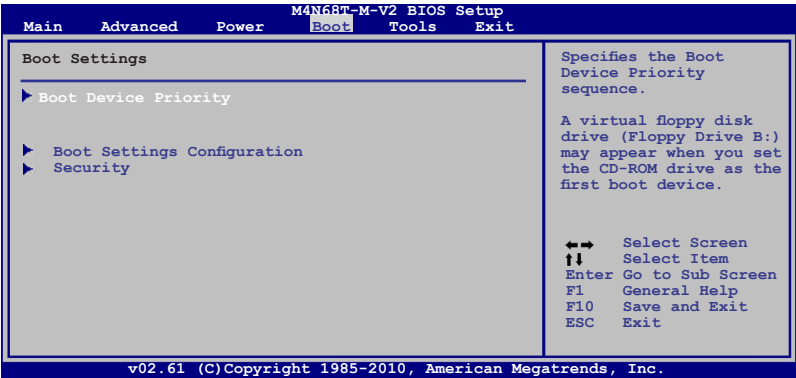 M4N68T-M-V2 BIOS Setup
Main Advanced Power Boot Tools Exit
Boot Settings
Boot Device Priority
Boot Settings Configuration
Security
Specifies the Boot
Device Priority
sequence.
A virtual floppy disk
drive (Floppy Drive B:)
may appear when you set
the CD-ROM drive as the
first boot device.
←→ Select Screen
↑↓ Select Item
Enter Go to Sub Screen
F1 General Help
F10 Save and Exit
ESC Exit
v02.61 (C)Copyright 1985-2010, American Megatrends, Inc.